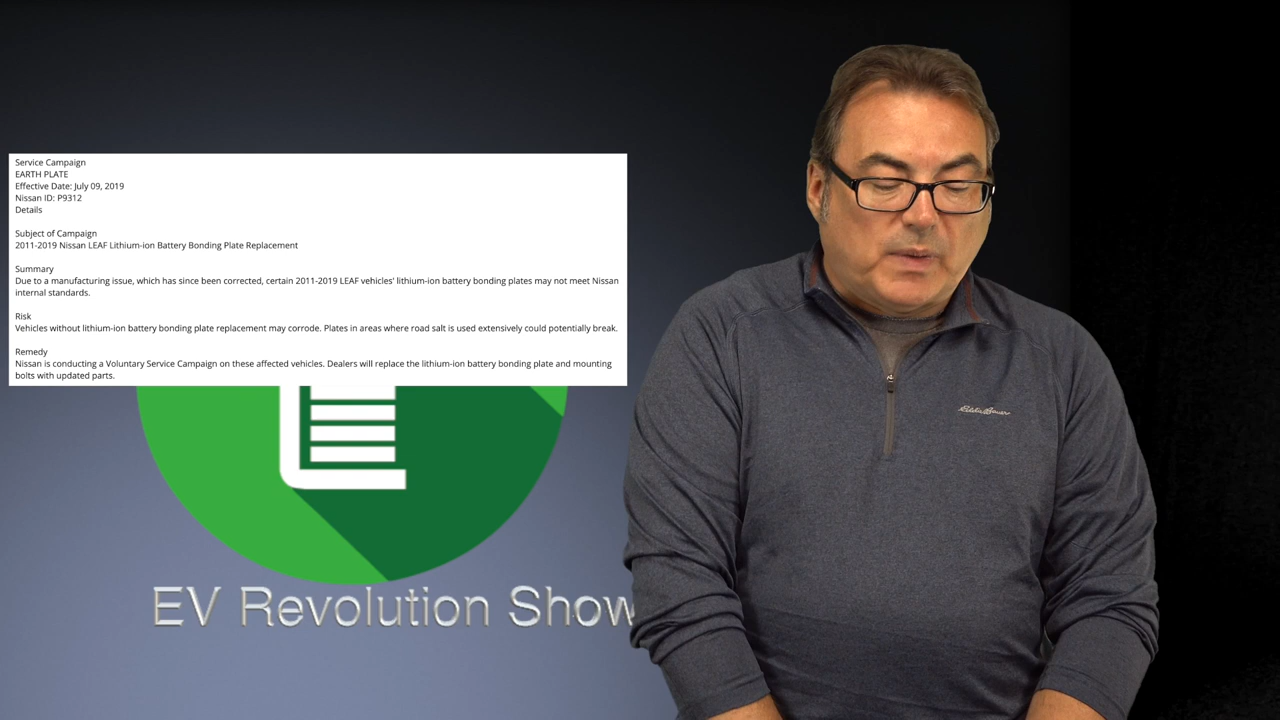 Service Campaign
EARTH PLATE
Effective Date: July 09, 2019
Nissan ID: P9312
Details
Subject of Campaign
2011-2019 Nissan LEAF Lithium-ion Battery Bonding Plate Replacement
Summary
Due to a manufacturing issue, which has since been corrected, certain 2011-2019 LEAF vehicles' lithium-ion battery bonding plates may not meet Nissan
internal standards.
Risk
Vehicles without lithium-ion battery bonding plate replacement may corrode. Plates in areas where road salt is used extensively could potentially break.
Remedy
Nissan is conducting a Voluntary Service Campaign on these affected vehicles. Dealers will replace the lithium-ion battery bonding plate and mounting
bolts with updated parts.
Eddie Bauer
EV Revolution Show